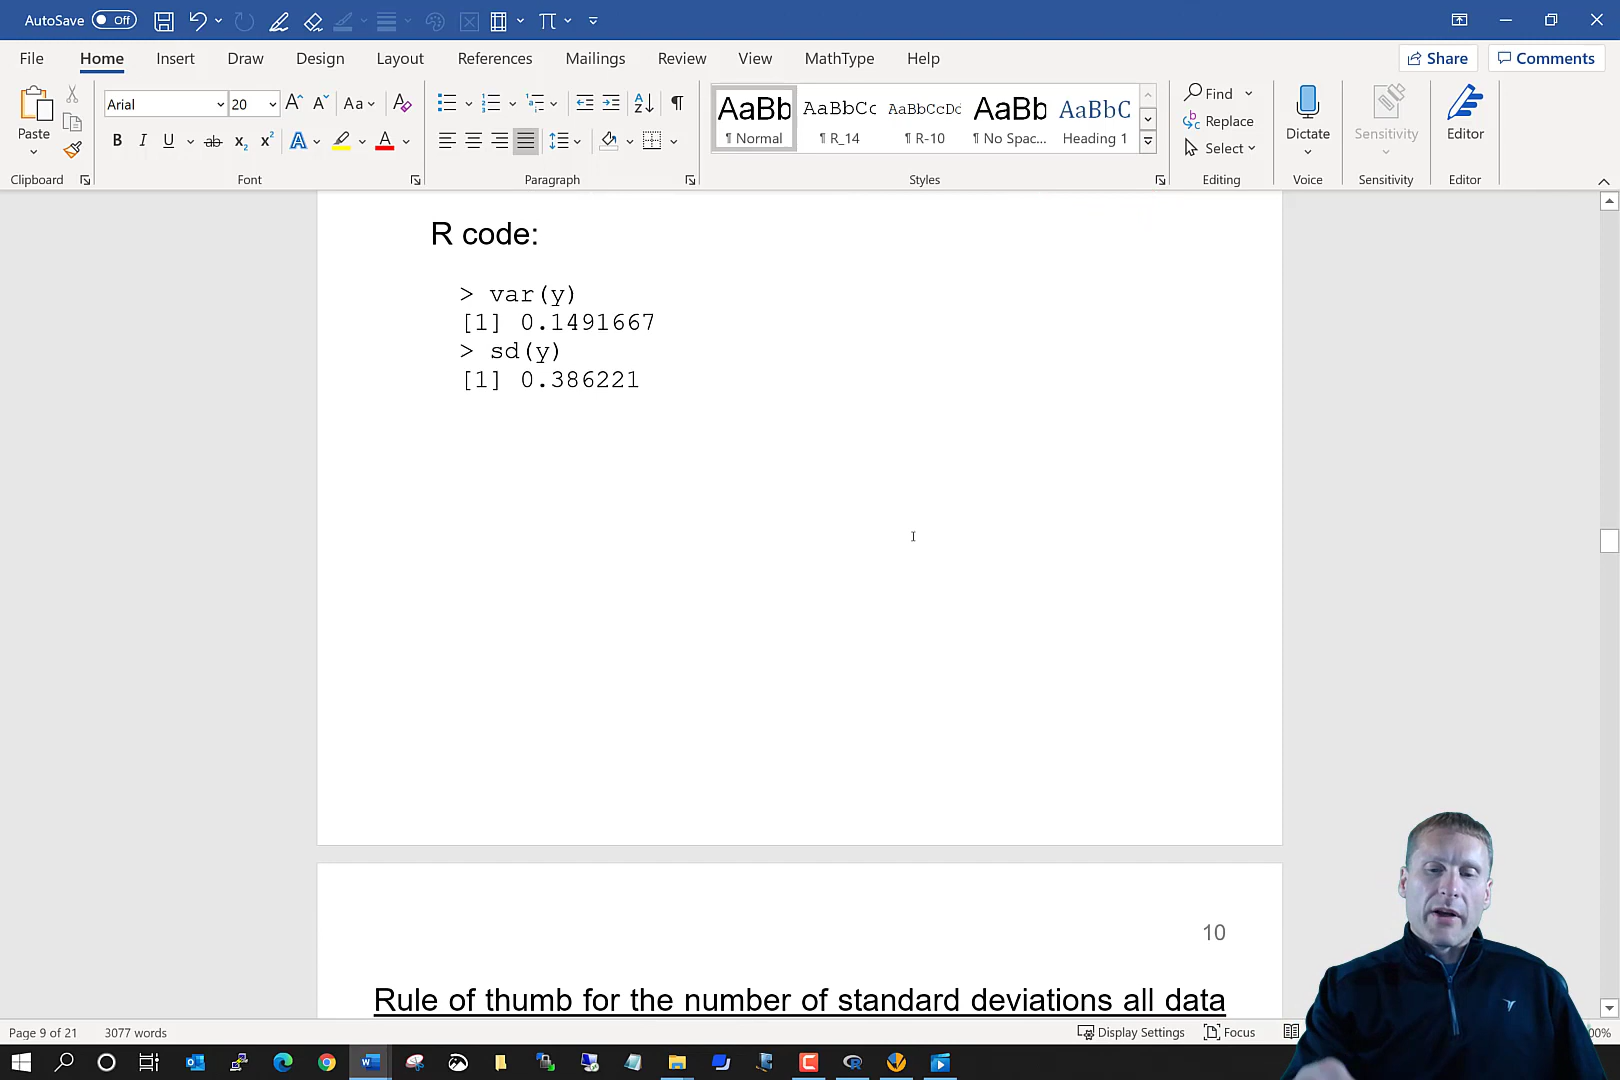 AutoSave Off
File Home Insert Draw Design Layout References Mailings Review View MathType Help Share Comments
Paste
Clipboard
Arial 20
Font
Paragraph
AaBb AaBbCc AaBbCcDc AaBb AaBbC
¶ Normal ¶ R_14 ¶ R-10 ¶ No Spac... Heading 1
Styles
Find
Replace
Select
Editing
Dictate
Voice
Sensitivity
Sensitivity
Editor
Editor
R code:
> var(y)
[1] 0.1491667
> sd(y)
[1] 0.386221
10
Rule of thumb for the number of standard deviations all data
Page 9 of 21 3077 words Display Settings Focus